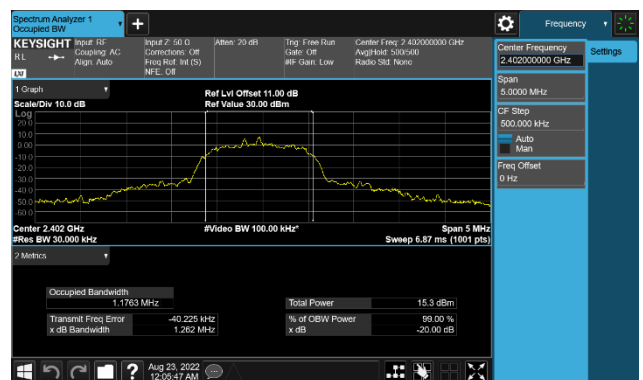 Spectrum Analyzer 1
Occupied BW
Frequency
KEYSIGHT
RL
Input: RF
Coupling: AC
Align: Auto
Input Z: 50 Ω
Corrections: Off
Freq Ref: Int (S)
NFE: Off
Atten: 20 dB
Trig: Free Run
Gate: Off
#IF Gain: Low
Center Freq: 2.402000000 GHz
Avg|Hold: 500/500
Radio Std: None
Center Frequency
2.402000000 GHz
Settings
Span
5.0000 MHz
CF Step
500.000 kHz
Auto
Man
Freq Offset
0 Hz
1 Graph
Scale/Div 10.0 dB
Ref Lvl Offset 11.00 dB
Ref Value 30.00 dBm
Log
20.0
10.0
0.00
-10.0
-20.0
-30.0
-40.0
-50.0
-60.0
Center 2.402 GHz
#Res BW 30.000 kHz
#Video BW 100.00 kHz*
Span 5 MHz
Sweep 6.87 ms (1001 pts)
2 Metrics
Occupied Bandwidth
1.1763 MHz
Total Power 15.3 dBm
Transmit Freq Error -40.225 kHz
% of OBW Power 99.00 %
x dB Bandwidth 1.262 MHz
x dB -20.00 dB
Aug 23, 2022
12:05:47 AM